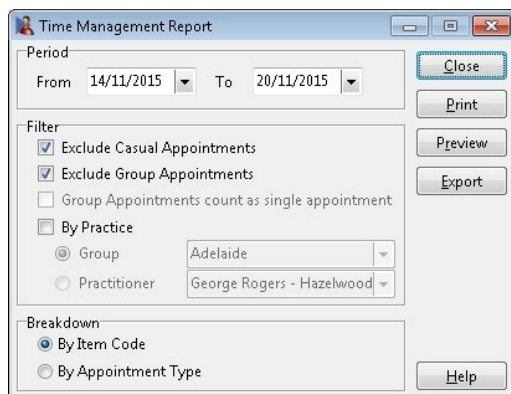 Time Management Report
Period
From 14/11/2015 To 20/11/2015
Close
Print
Preview
Export
Filter
Exclude Casual Appointments
Exclude Group Appointments
Group Appointments count as single appointment
By Practice
Group Adelaide
Practitioner George Rogers - Hazelwood
Breakdown
By Item Code
By Appointment Type
Help